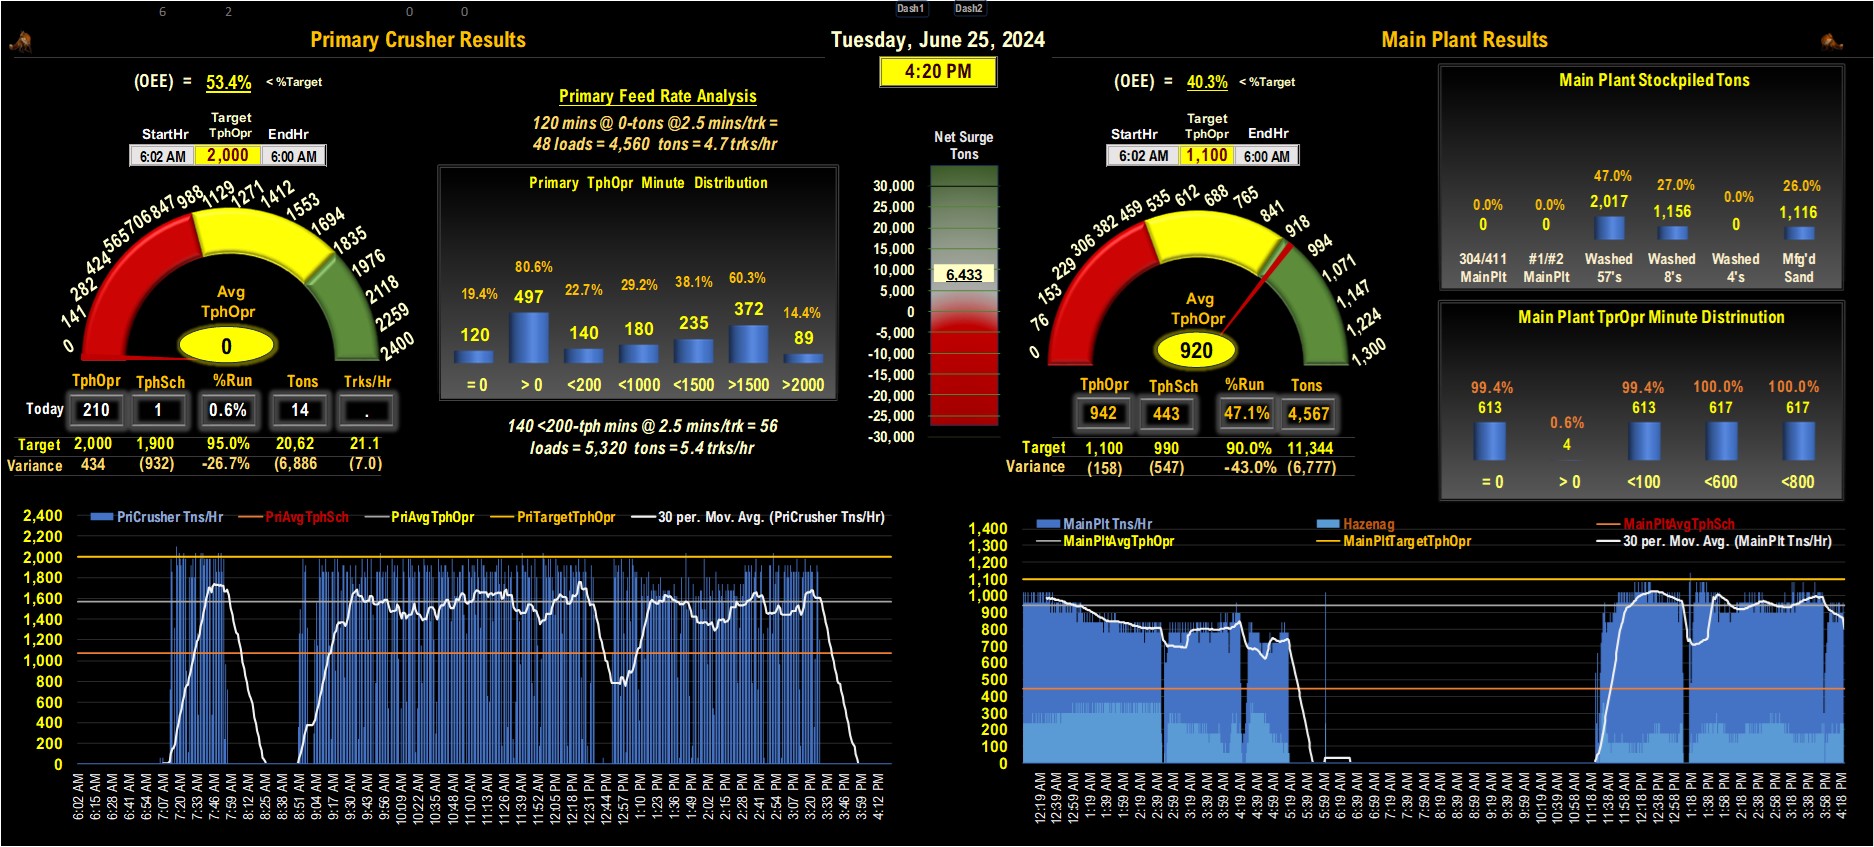 6 2 0 0 Dash1 Dash2
Primary Crusher Results
Tuesday, June 25, 2024
Main Plant Results
4:20 PM
(OEE) = 53.4% < %Target
Target
StartHr TphOpr EndHr
6:02 AM 2,000 6:00 AM
0 141 282 424 565 706 847 988 1129 1271 1412 1553 1694 1835 1976 2118 2259 2400
Avg
TphOpr
0
TphOpr TphSch %Run Tons Trks/Hr
Today 210 1 0.6% 14 .
Target 2,000 1,900 95.0% 20,62 21.1
Variance 434 (932) -26.7% (6,886 (7.0)
Primary Feed Rate Analysis
120 mins @ 0-tons @2.5 mins/trk =
48 loads = 4,560 tons = 4.7 trks/hr
Primary TphOpr Minute Distribution
19.4% 80.6% 22.7% 29.2% 38.1% 60.3% 14.4%
120 497 140 180 235 372 89
= 0 > 0 <200 <1000 <1500 >1500 >2000
140 <200-tph mins @ 2.5 mins/trk = 56
loads = 5,320 tons = 5.4 trks/hr
Net Surge
Tons
30,000
25,000
20,000
15,000
10,000
6,433
5,000
0
-5,000
-10,000
-15,000
-20,000
-25,000
-30,000
(OEE) = 40.3% < %Target
Target
StartHr TphOpr EndHr
6:02 AM 1,100 6:00 AM
0 76 153 229 306 382 459 535 612 688 765 841 918 994 1,071 1,147 1,224 1,300
Avg
TphOpr
920
TphOpr TphSch %Run Tons
942 443 47.1% 4,567
Target 1,100 990 90.0% 11,344
Variance (158) (547) -43.0% (6,777)
Main Plant Stockpiled Tons
0.0% 0.0% 47.0% 27.0% 0.0% 26.0%
0 0 2,017 1,156 0 1,116
304/411 #1/#2 Washed Washed Washed Mfg'd
MainPlt MainPlt 57's 8's 4's Sand
Main Plant TprOpr Minute Distrinution
99.4% 0.6% 99.4% 100.0% 100.0%
613 4 613 617 617
= 0 > 0 <100 <600 <800
PriCrusher Tns/Hr PriAvgTphSch PriAvgTphOpr PriTargetTphOpr 30 per. Mov. Avg. (PriCrusher Tns/Hr)
2,400
2,200
2,000
1,800
1,600
1,400
1,200
1,000
800
600
400
200
0
6:02 AM 6:15 AM 6:28 AM 6:41 AM 6:54 AM 7:07 AM 7:20 AM 7:33 AM 7:46 AM 7:59 AM 8:12 AM 8:25 AM 8:38 AM 8:51 AM 9:04 AM 9:17 AM 9:30 AM 9:43 AM 9:56 AM 10:09 AM 10:22 AM 10:35 AM 10:48 AM 11:00 AM 11:13 AM 11:26 AM 11:39 AM 11:52 AM 12:05 PM 12:18 PM 12:31 PM 12:44 PM 12:57 PM 1:10 PM 1:23 PM 1:36 PM 1:49 PM 2:02 PM 2:15 PM 2:28 PM 2:41 PM 2:54 PM 3:07 PM 3:20 PM 3:33 PM 3:46 PM 3:59 PM 4:12 PM
MainPlt Tns/Hr Hazenag MainPltAvgTphSch
MainPltAvgTphOpr MainPltTargetTphOpr 30 per. Mov. Avg. (MainPlt Tns/Hr)
1,400
1,300
1,200
1,100
1,000
900
800
700
600
500
400
300
200
100
0
12:19 AM 12:39 AM 12:59 AM 1:19 AM 1:39 AM 1:59 AM 2:19 AM 2:39 AM 2:59 AM 3:19 AM 3:39 AM 3:59 AM 4:19 AM 4:39 AM 4:59 AM 5:19 AM 5:39 AM 5:59 AM 6:39 AM 6:59 AM 7:19 AM 7:39 AM 7:59 AM 8:19 AM 8:39 AM 8:59 AM 9:19 AM 9:39 AM 9:59 AM 10:19 AM 10:39 AM 10:56 AM 11:18 AM 11:38 AM 11:58 AM 12:18 PM 12:38 PM 12:58 PM 1:18 PM 1:38 PM 1:58 PM 2:18 PM 2:38 PM 2:58 PM 3:18 PM 3:38 PM 3:58 PM 4:18 PM